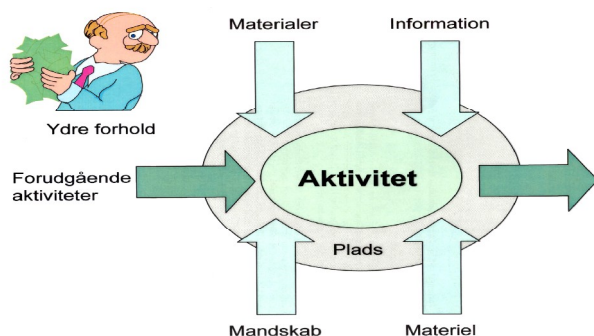 Materialer
Information
Ydre forhold
Forudgående
aktiviteter
Aktivitet
Plads
Mandskab
Materiel